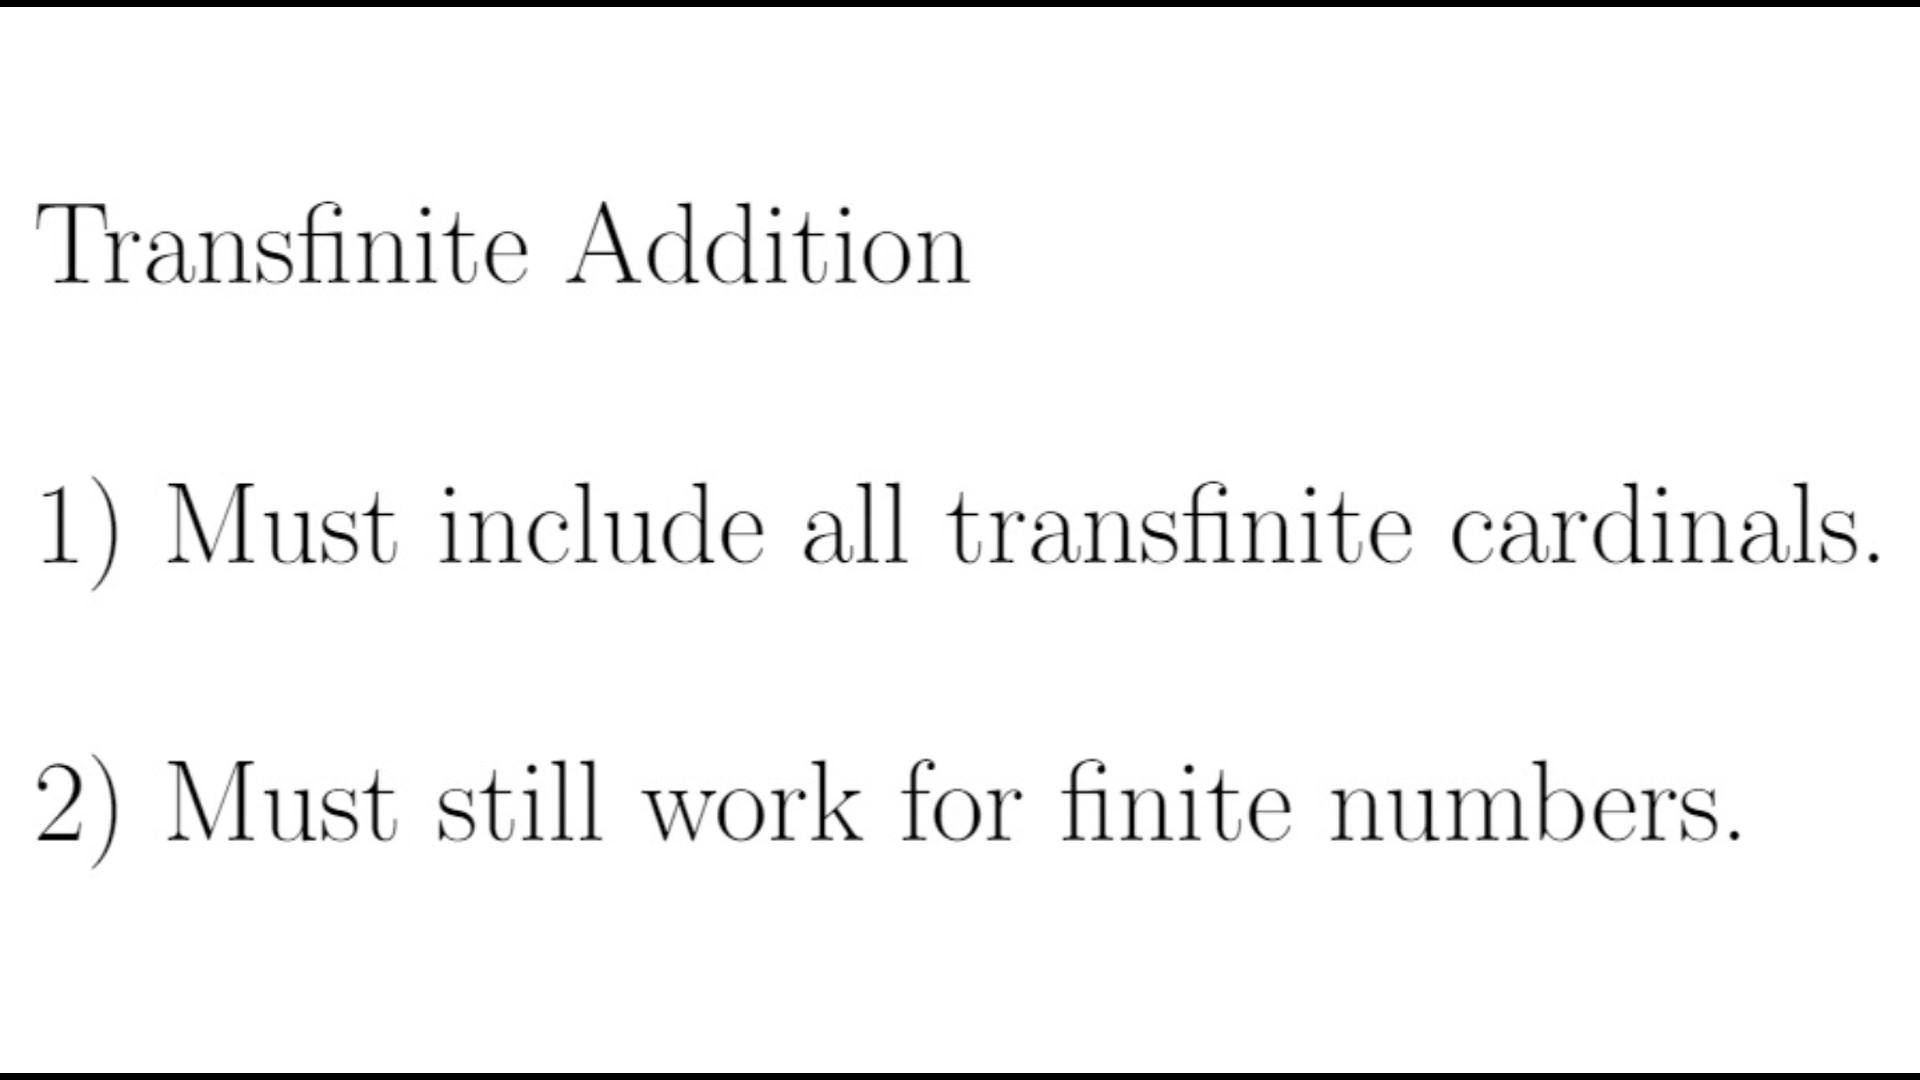 Transfinite Addition
1) Must include all transfinite cardinals.
2) Must still work for finite numbers.